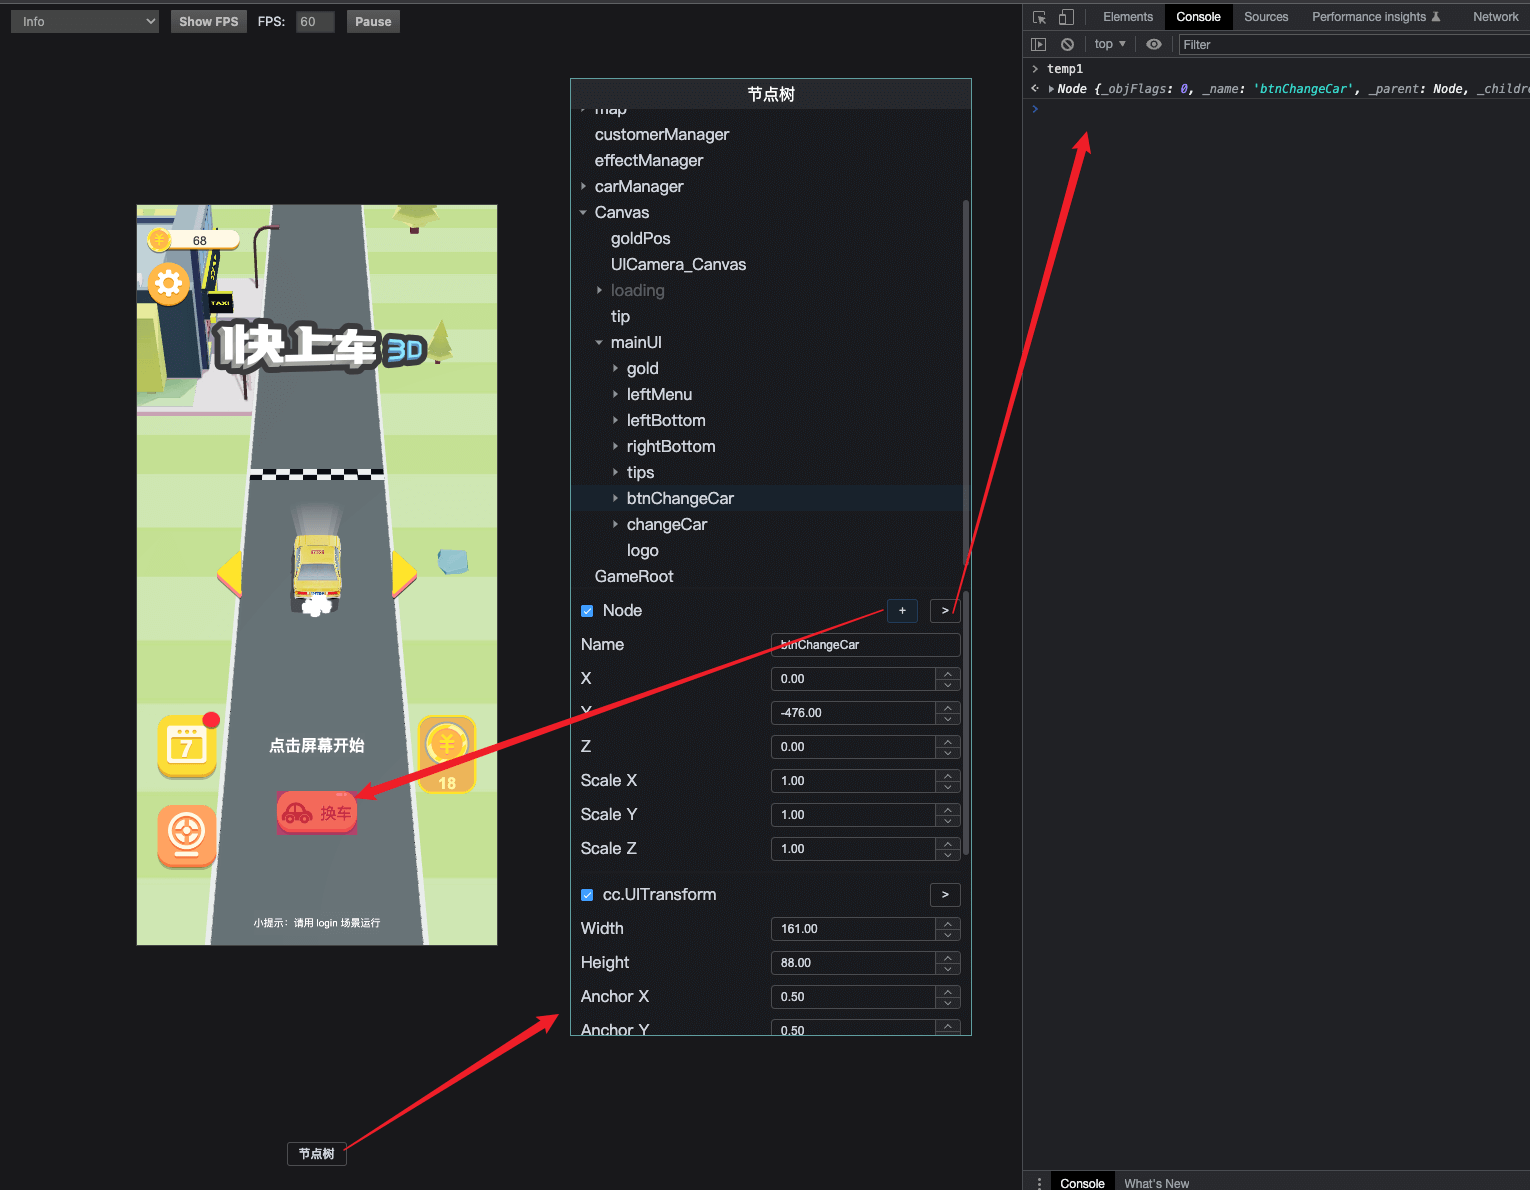 Info
Show FPS
FPS:
60
Pause
68
TAXI
快上车3D
7
点击屏幕开始
18
换车
小提示：请用 login 场景运行
节点树
节点树
map
customerManager
effectManager
carManager
Canvas
goldPos
UICamera_Canvas
loading
tip
mainUI
gold
leftMenu
leftBottom
rightBottom
tips
btnChangeCar
changeCar
logo
GameRoot
Node
+
>
Name
btnChangeCar
X
0.00
Y
-476.00
Z
0.00
Scale X
1.00
Scale Y
1.00
Scale Z
1.00
cc.UITransform
>
Width
161.00
Height
88.00
Anchor X
0.50
Anchor Y
0.50
Elements
Console
Sources
Performance insights
Network
top
Filter
> temp1
Node {_objFlags: 0, _name: 'btnChangeCar', _parent: Node, _childre
>
Console
What's New